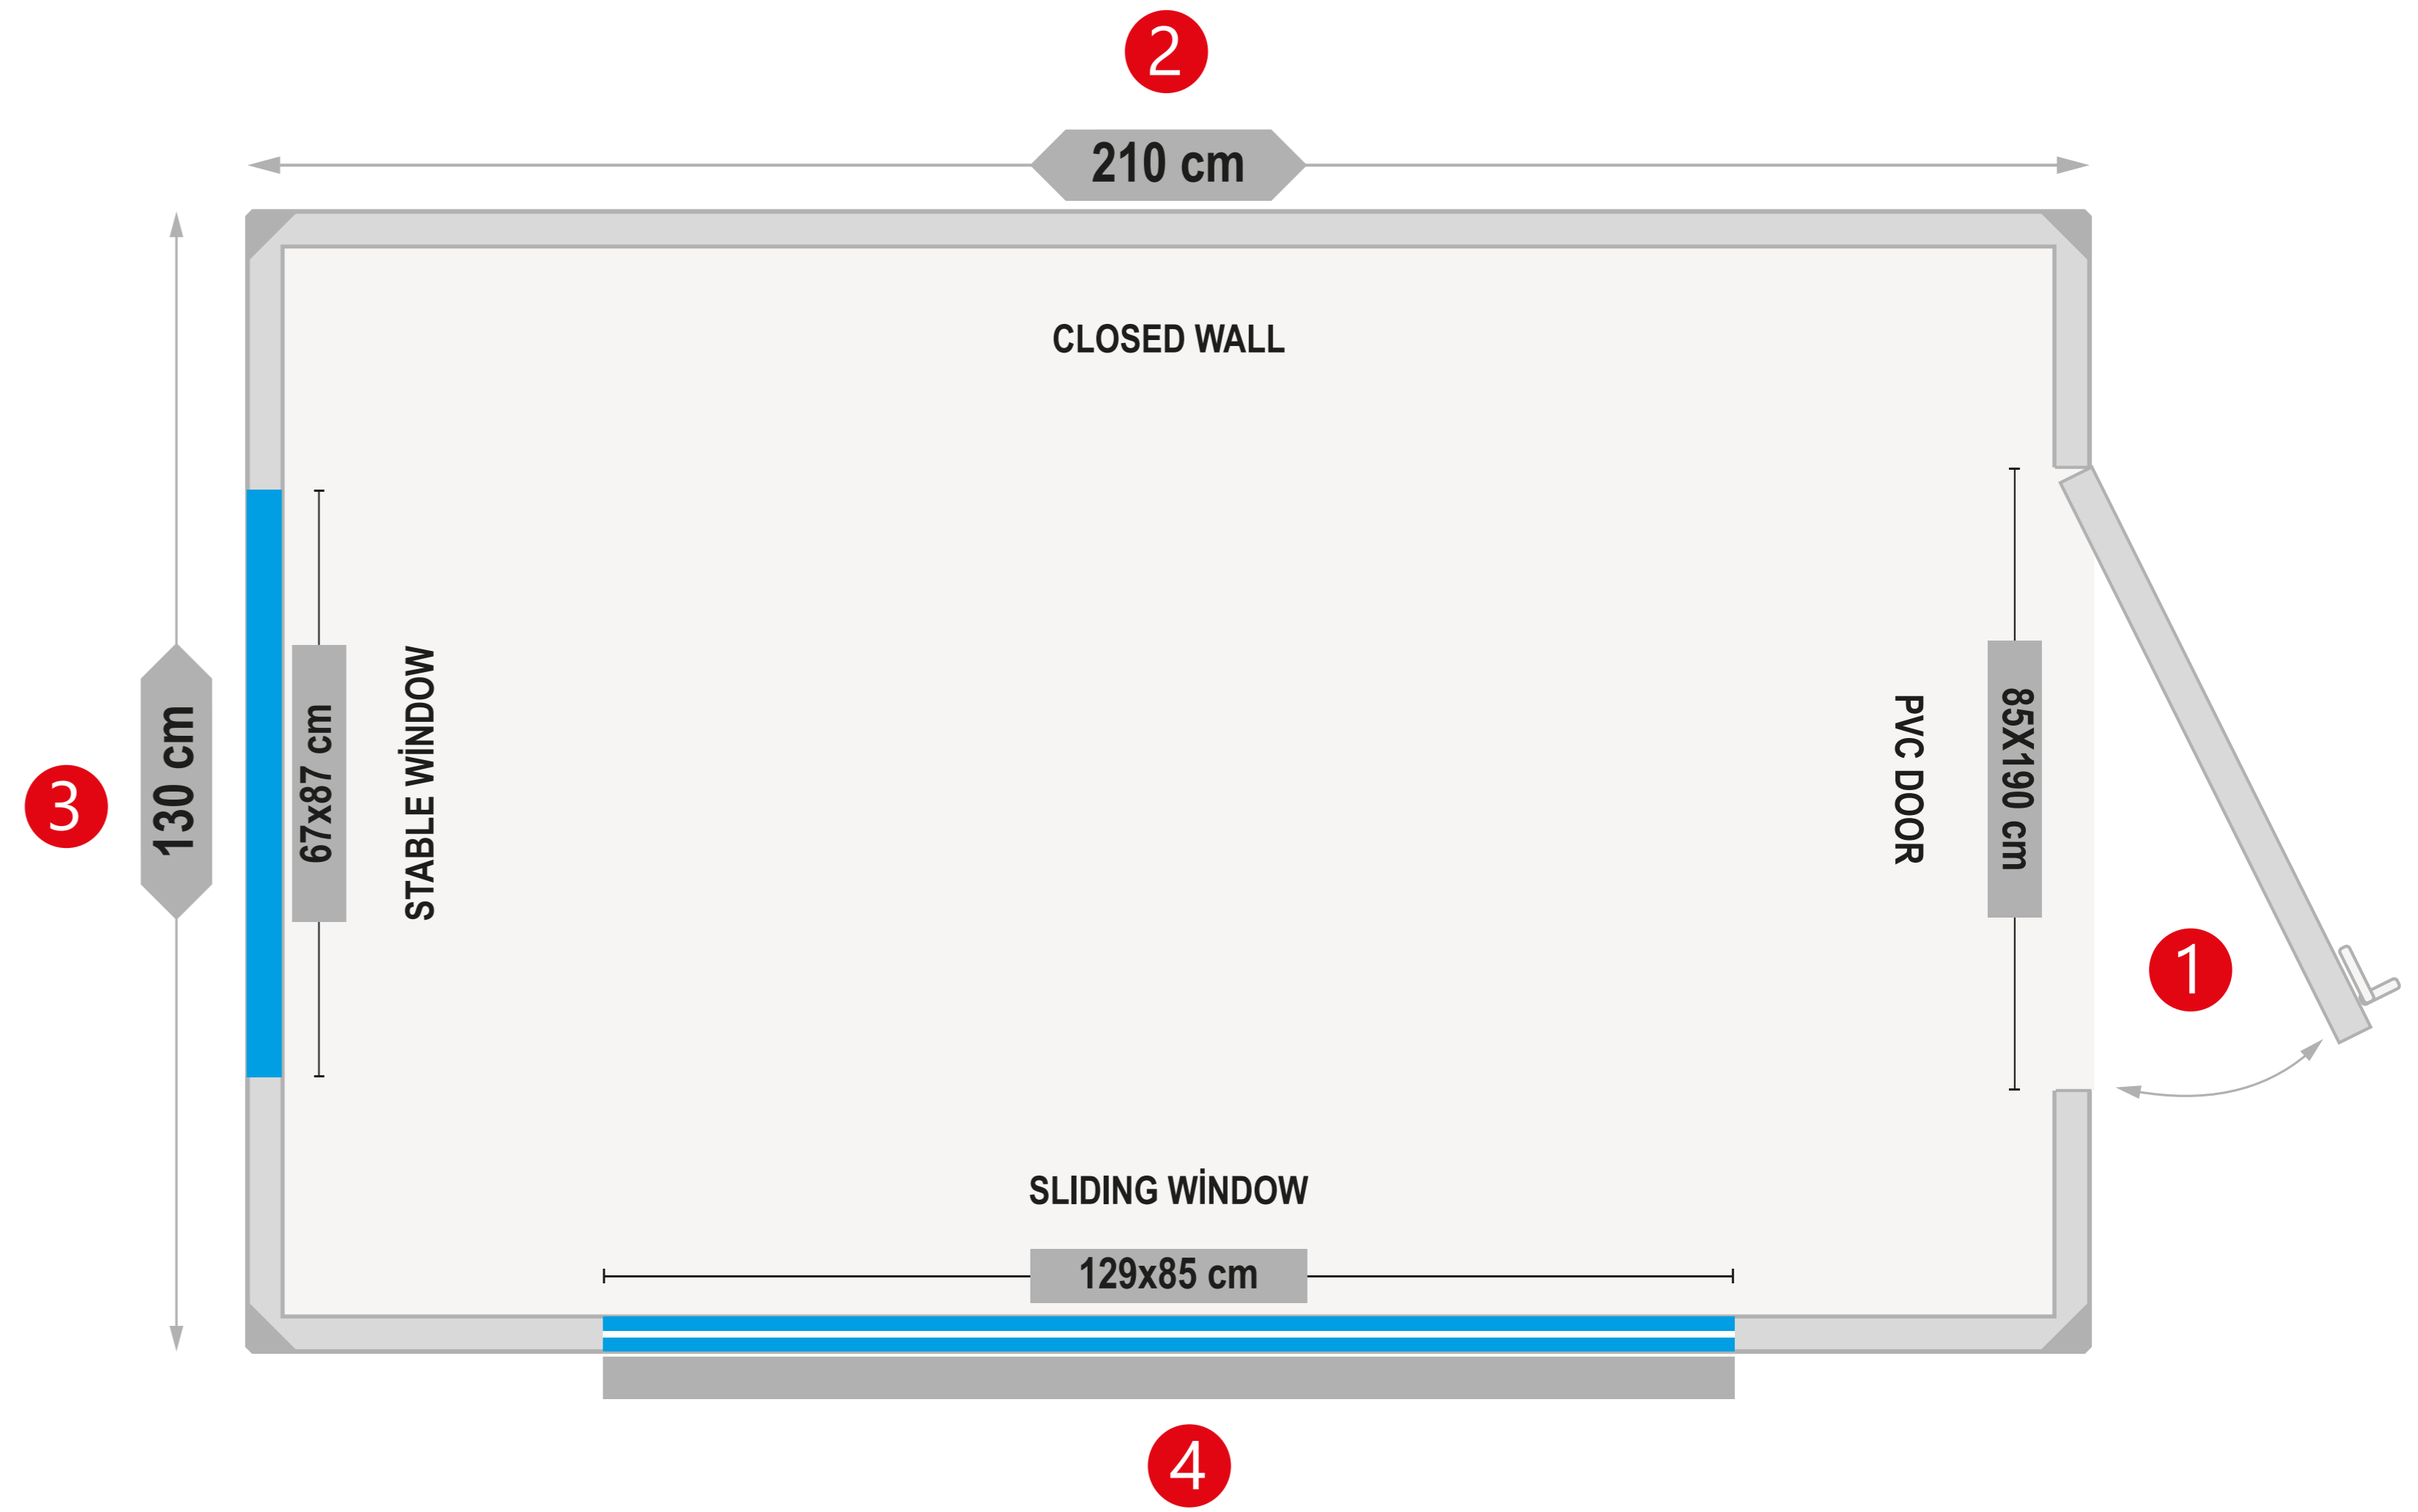 2
210 cm
CLOSED WALL
3
130 cm
67x87 cm
STABLE WİNDOW
PVC DOOR
85X190 cm
1
SLIDING WİNDOW
129x85 cm
4